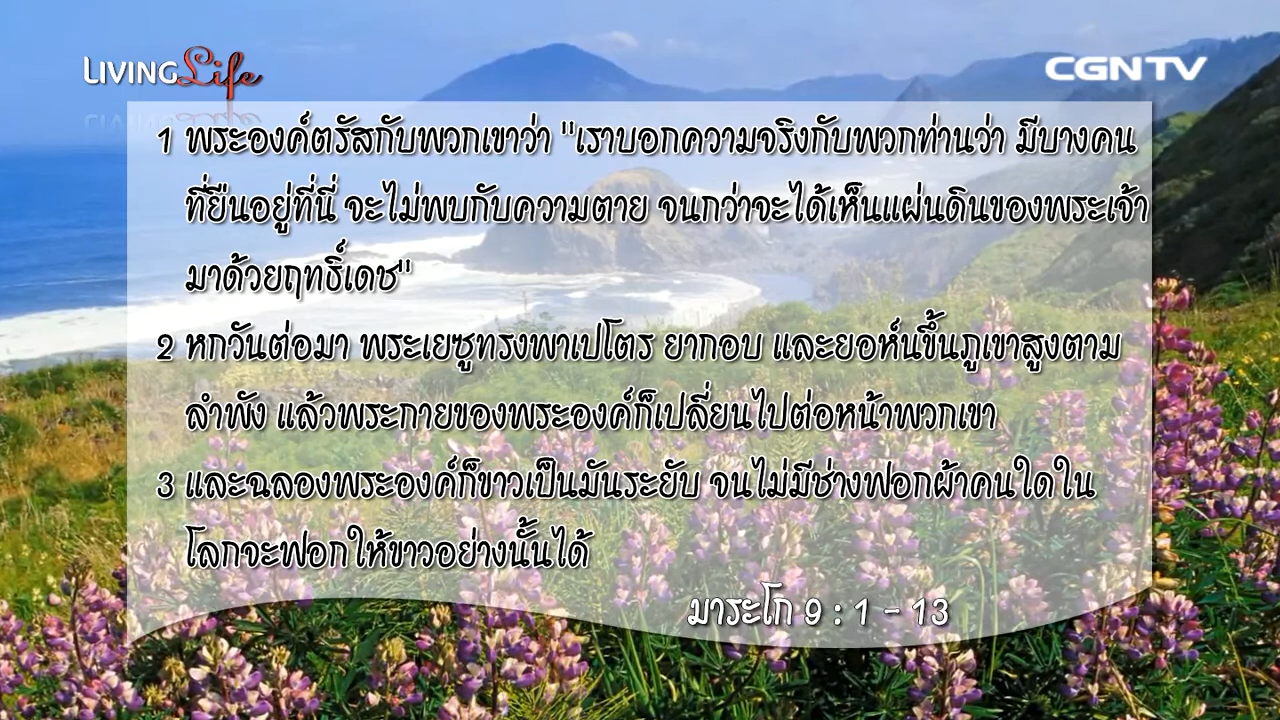 LIVING Life
CGNTV
1 พระองค์ตรัสกับพวกเขาว่า "เราบอกความจริงกับพวกท่านว่า มีบางคน
ที่ยืนอยู่ที่นี่ จะไม่พบกับความตาย จนกว่าจะได้เห็นแผ่นดินของพระเจ้า
มาด้วยฤทธิ์เดช"
2 หกวันต่อมา พระเยซูทรงพาเปโตร ยากอบ และยอห์นขึ้นภูเขาสูงตาม
ลำพัง แล้วพระกายของพระองค์ก็เปลี่ยนไปต่อหน้าพวกเขา
3 และฉลองพระองค์ก็ขาวเป็นมันระยับ จนไม่มีช่างฟอกผ้าคนใดใน
โลกจะฟอกให้ขาวอย่างนั้นได้
มาระโก 9 : 1 - 13